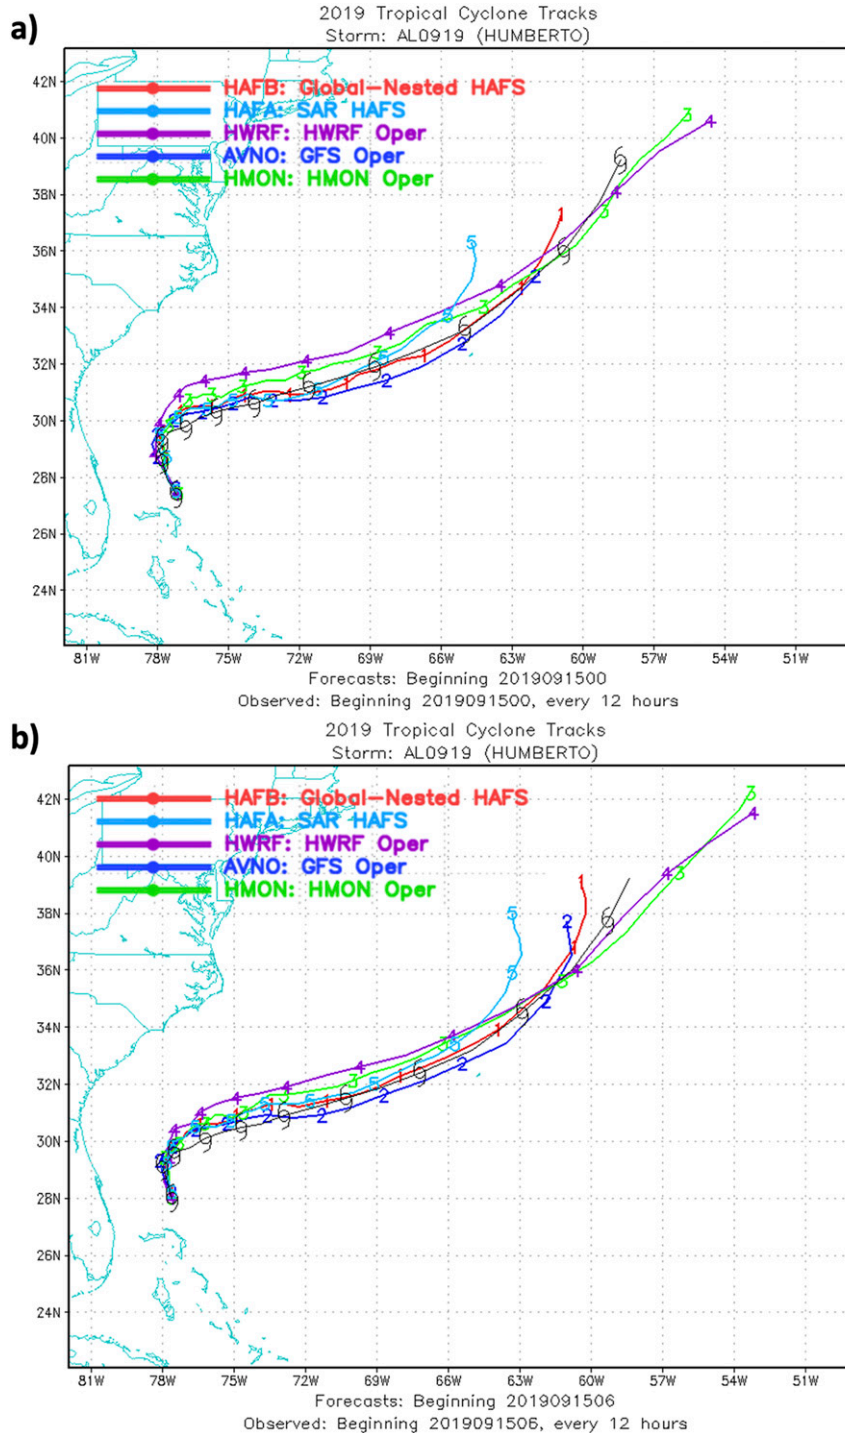 a)
2019 Tropical Cyclone Tracks
Storm: AL0919 (HUMBERTO)
42N
HAFB: Global-Nested HAFS
HAFA: SAR HAFS
40N
HWRF: HWRF Oper
AVNO: GFS Oper
38N
HMON: HMON Oper
36N
34N
32N
30N
28N
26N
24N
81W 78W 75W 72W 69W 66W 63W 60W 57W 54W 51W
Forecasts: Beginning 2019091500
Observed: Beginning 2019091500, every 12 hours
b)
2019 Tropical Cyclone Tracks
Storm: AL0919 (HUMBERTO)
42N
HAFB: Global-Nested HAFS
HAFA: SAR HAFS
HWRF: HWRF Oper
40N
AVNO: GFS Oper
HMON: HMON Oper
38N
36N
34N
32N
30N
28N
26N
24N
81W 78W 75W 72W 69W 66W 63W 60W 57W 54W 51W
Forecasts: Beginning 2019091506
Observed: Beginning 2019091506, every 12 hours